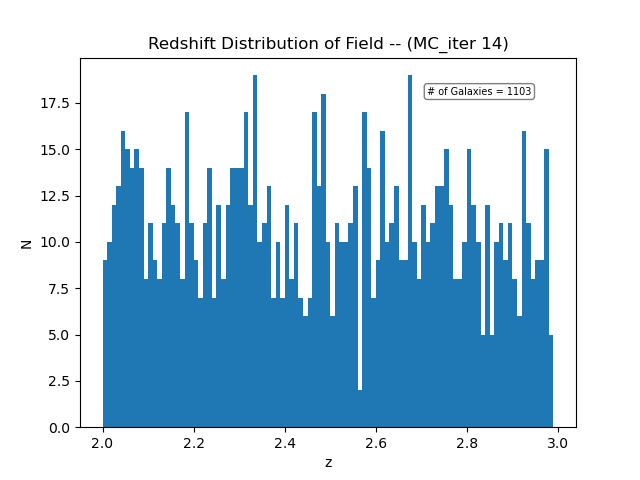 Redshift Distribution of Field -- (MC_iter 14)
# of Galaxies = 1103
17.5
15.0
12.5
10.0
7.5
5.0
2.5
0.0
N
2.0 2.2 2.4 2.6 2.8 3.0
z